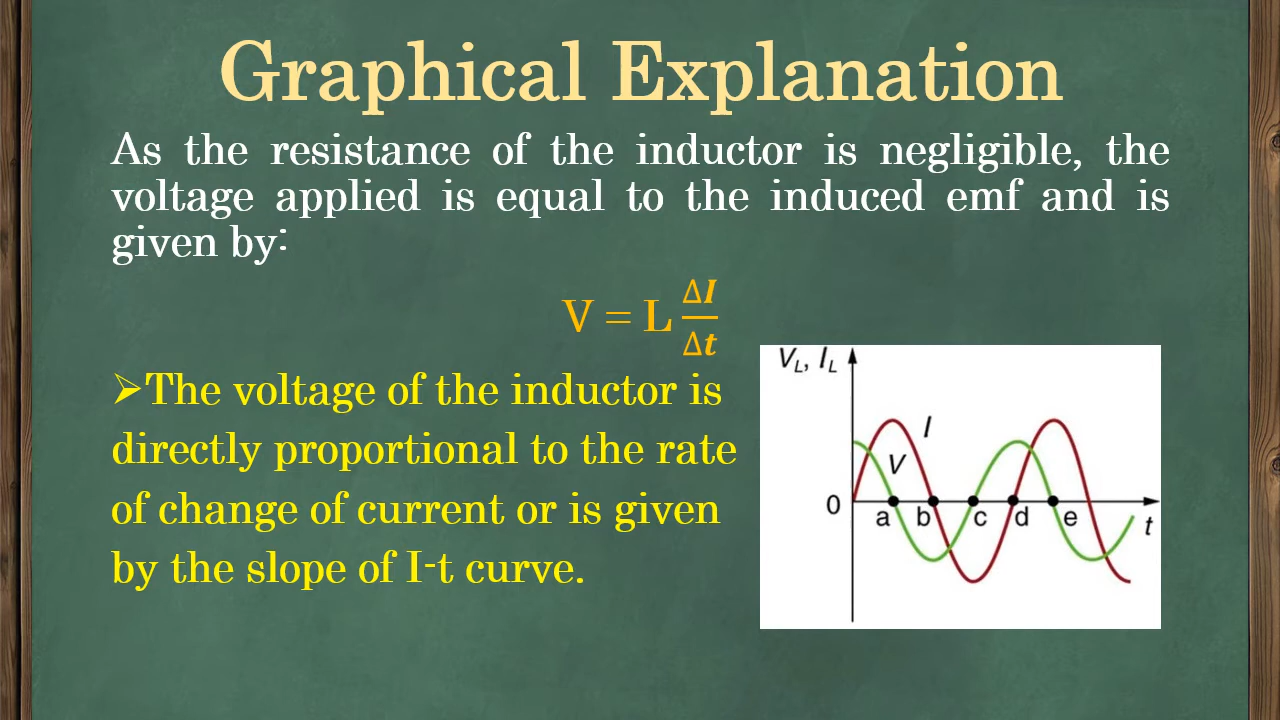 Graphical Explanation
As the resistance of the inductor is negligible, the
voltage applied is equal to the induced emf and is
given by:
V = L ΔI/Δt
➢The voltage of the inductor is
directly proportional to the rate
of change of current or is given
by the slope of I-t curve.
V_L, I_L
I
V
0
a b c d e
t